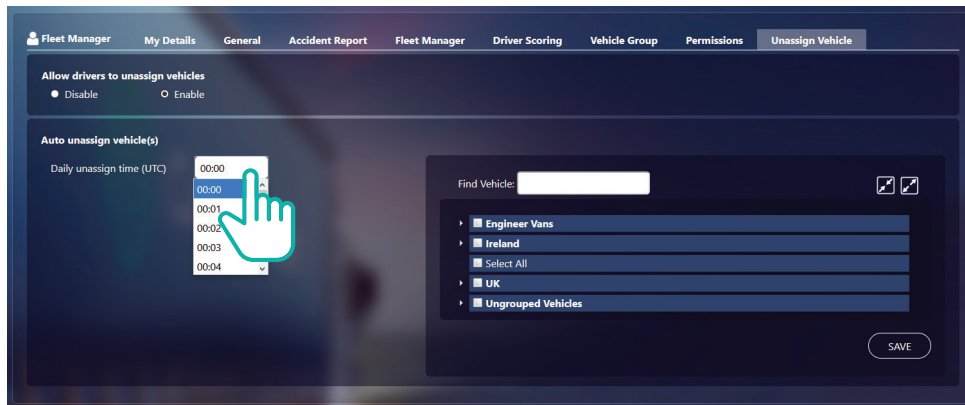 Fleet Manager My Details General Accident Report Fleet Manager Driver Scoring Vehicle Group Permissions Unassign Vehicle
Allow drivers to unassign vehicles
Disable Enable
Auto unassign vehicle(s)
Daily unassign time (UTC) 00:00
00:00
00:01
00:02
00:03
00:04
Find Vehicle:
Engineer Vans
Ireland
Select All
UK
Ungrouped Vehicles
SAVE